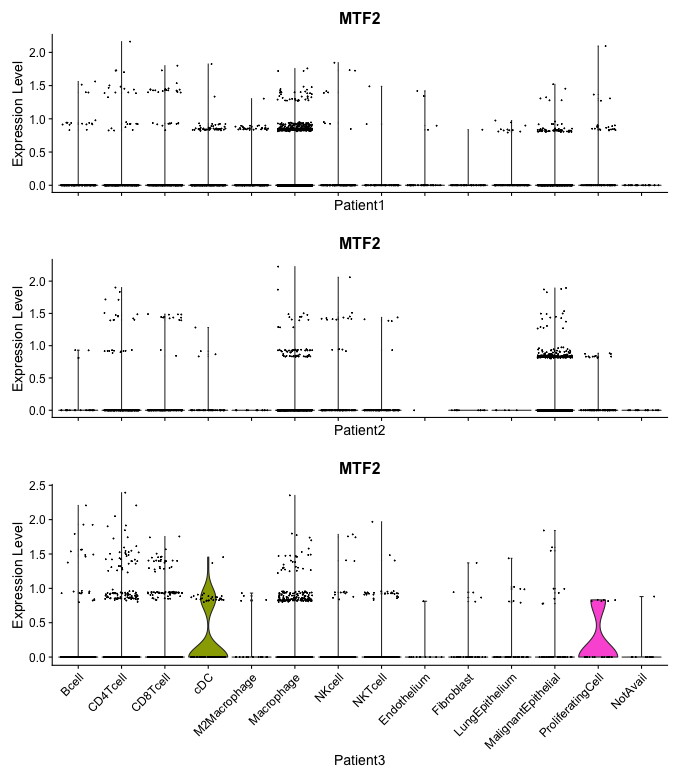 MTF2
Expression Level
2.0
1.5
1.0
0.5
0.0
Patient1
MTF2
Expression Level
2.0
1.5
1.0
0.5
0.0
Patient2
MTF2
Expression Level
2.5
2.0
1.5
1.0
0.5
0.0
Bcell
CD4Tcell
CD8Tcell
cDC
M2Macrophage
Macrophage
NKcell
NKTcell
Endothelium
Fibroblast
LungEpithelium
MalignantEpithelial
ProliferatingCell
NotAvail
Patient3